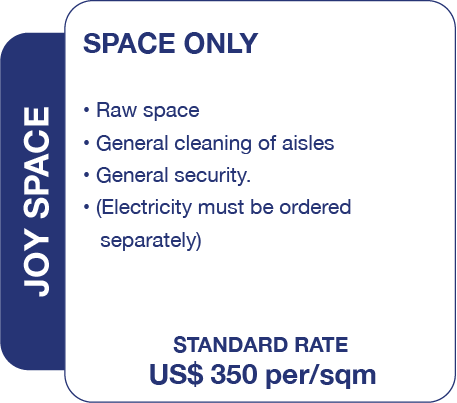 JOY SPACE
SPACE ONLY
• Raw space
• General cleaning of aisles
• General security.
• (Electricity must be ordered
separately)
STANDARD RATE
US$ 350 per/sqm